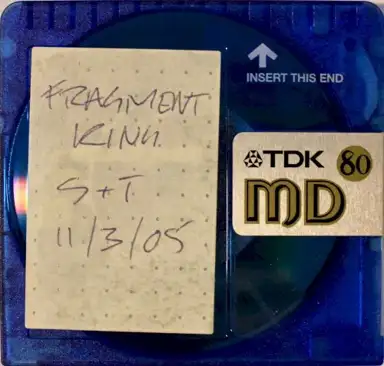 FRAGMENT
KING
S+T
11/3/05
INSERT THIS END
TDK 80
MD